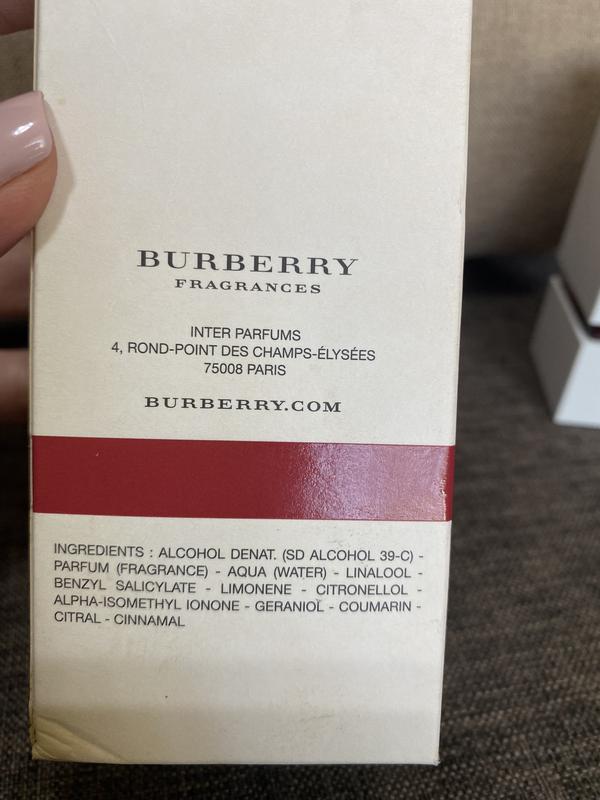 BURBERRY
FRAGRANCES
INTER PARFUMS
4, ROND-POINT DES CHAMPS-ÉLYSÉES
75008 PARIS
BURBERRY.COM
INGREDIENTS : ALCOHOL DENAT. (SD ALCOHOL 39-C) -
PARFUM (FRAGRANCE) - AQUA (WATER) - LINALOOL -
BENZYL SALICYLATE - LIMONENE - CITRONELLOL -
ALPHA-ISOMETHYL IONONE - GERANIOL - COUMARIN -
CITRAL - CINNAMAL